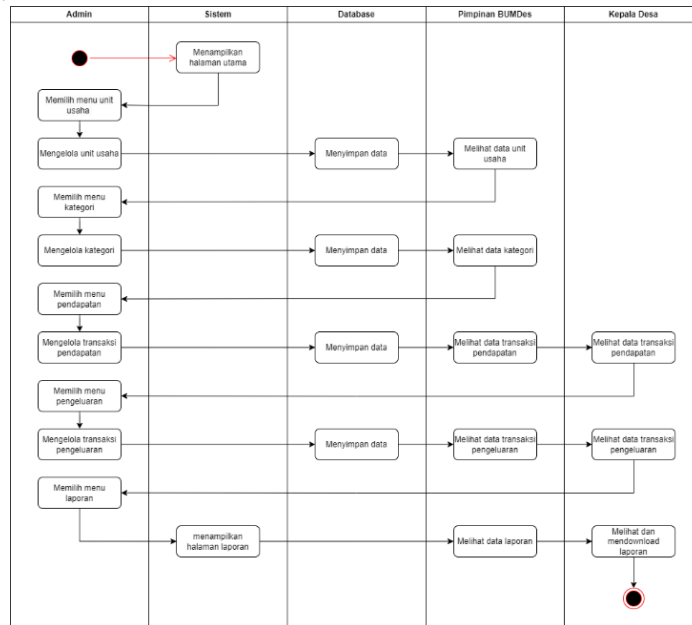 Admin
Sistem
Database
Pimpinan BUMDes
Kepala Desa
Menampilkan
halaman utama
Memilih menu unit
usaha
Mengelola unit usaha
Menyimpan data
Melihat data unit
usaha
Memilih menu
kategori
Mengelola kategori
Menyimpan data
Melihat data kategori
Memilih menu
pendapatan
Mengelola transaksi
pendapatan
Menyimpan data
Melihat data transaksi
pendapatan
Melihat data transaksi
pendapatan
Memilih menu
pengeluaran
Mengelola transaksi
pengeluaran
Menyimpan data
Melihat data transaksi
pengeluaran
Melihat data transaksi
pengeluaran
Memilih menu
laporan
menampilkan
halaman laporan
Melihat data laporan
Melihat dan
mendownload
laporan